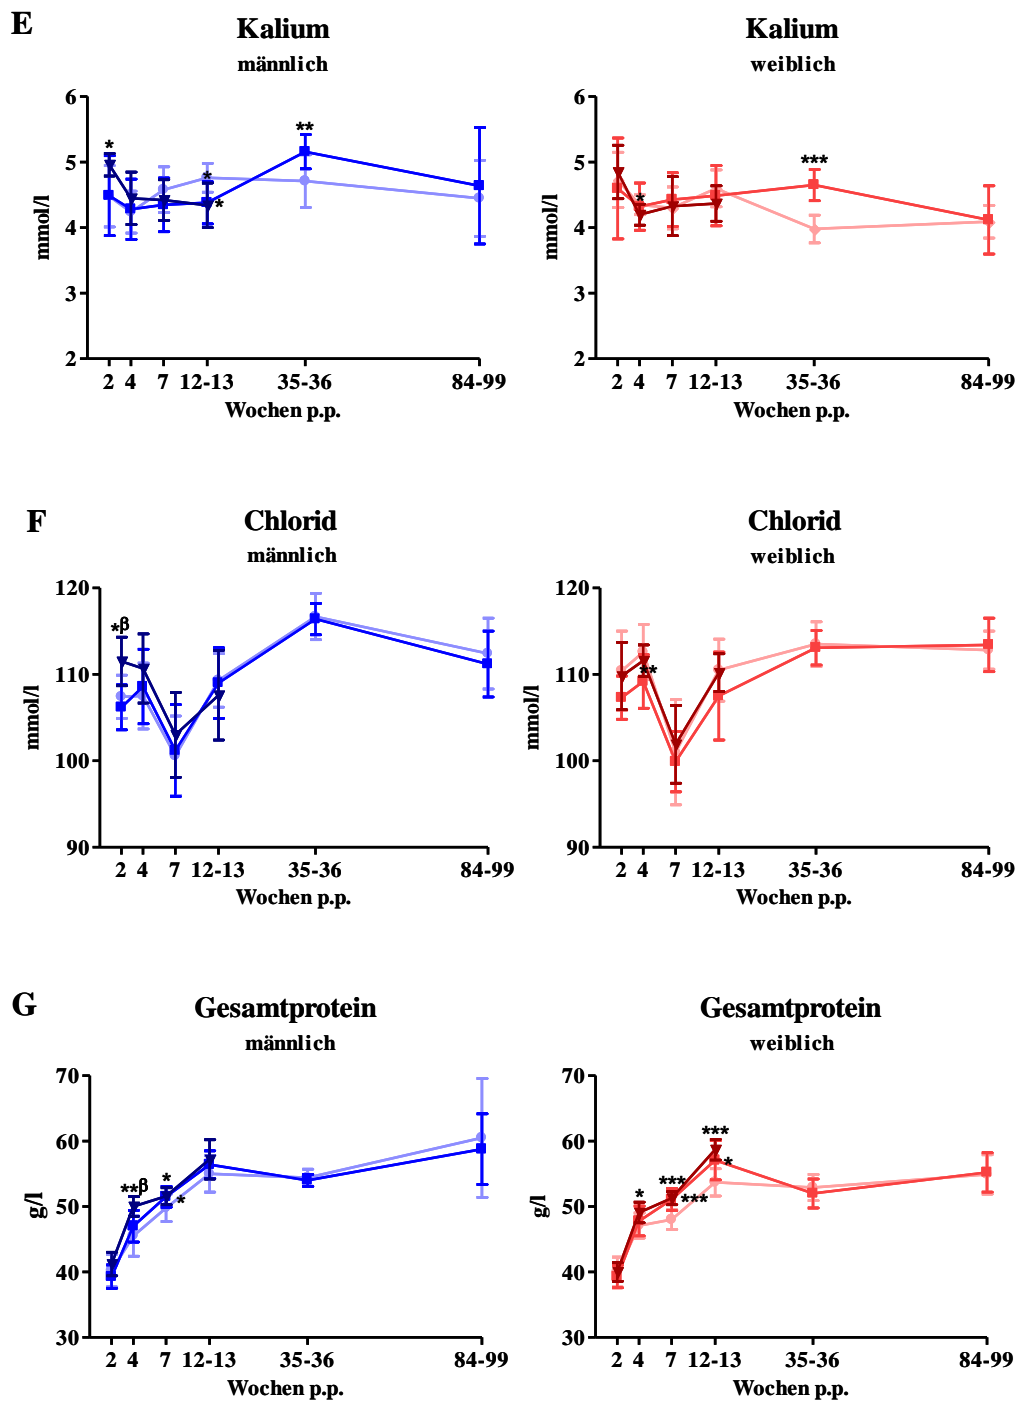 E
Kalium
männlich
Kalium
weiblich
mmol/l
6
5
4
3
2
*
*
*
**
2 4 7 12-13 35-36 84-99
Wochen p.p.
mmol/l
6
5
4
3
2
*
***
2 4 7 12-13 35-36 84-99
Wochen p.p.
F
Chlorid
männlich
Chlorid
weiblich
mmol/l
120
110
100
90
*β
2 4 7 12-13 35-36 84-99
Wochen p.p.
mmol/l
120
110
100
90
**
2 4 7 12-13 35-36 84-99
Wochen p.p.
G
Gesamtprotein
männlich
Gesamtprotein
weiblich
g/l
70
60
50
40
30
**β
*
*
2 4 7 12-13 35-36 84-99
Wochen p.p.
g/l
70
60
50
40
30
*
***
***
***
*
2 4 7 12-13 35-36 84-99
Wochen p.p.